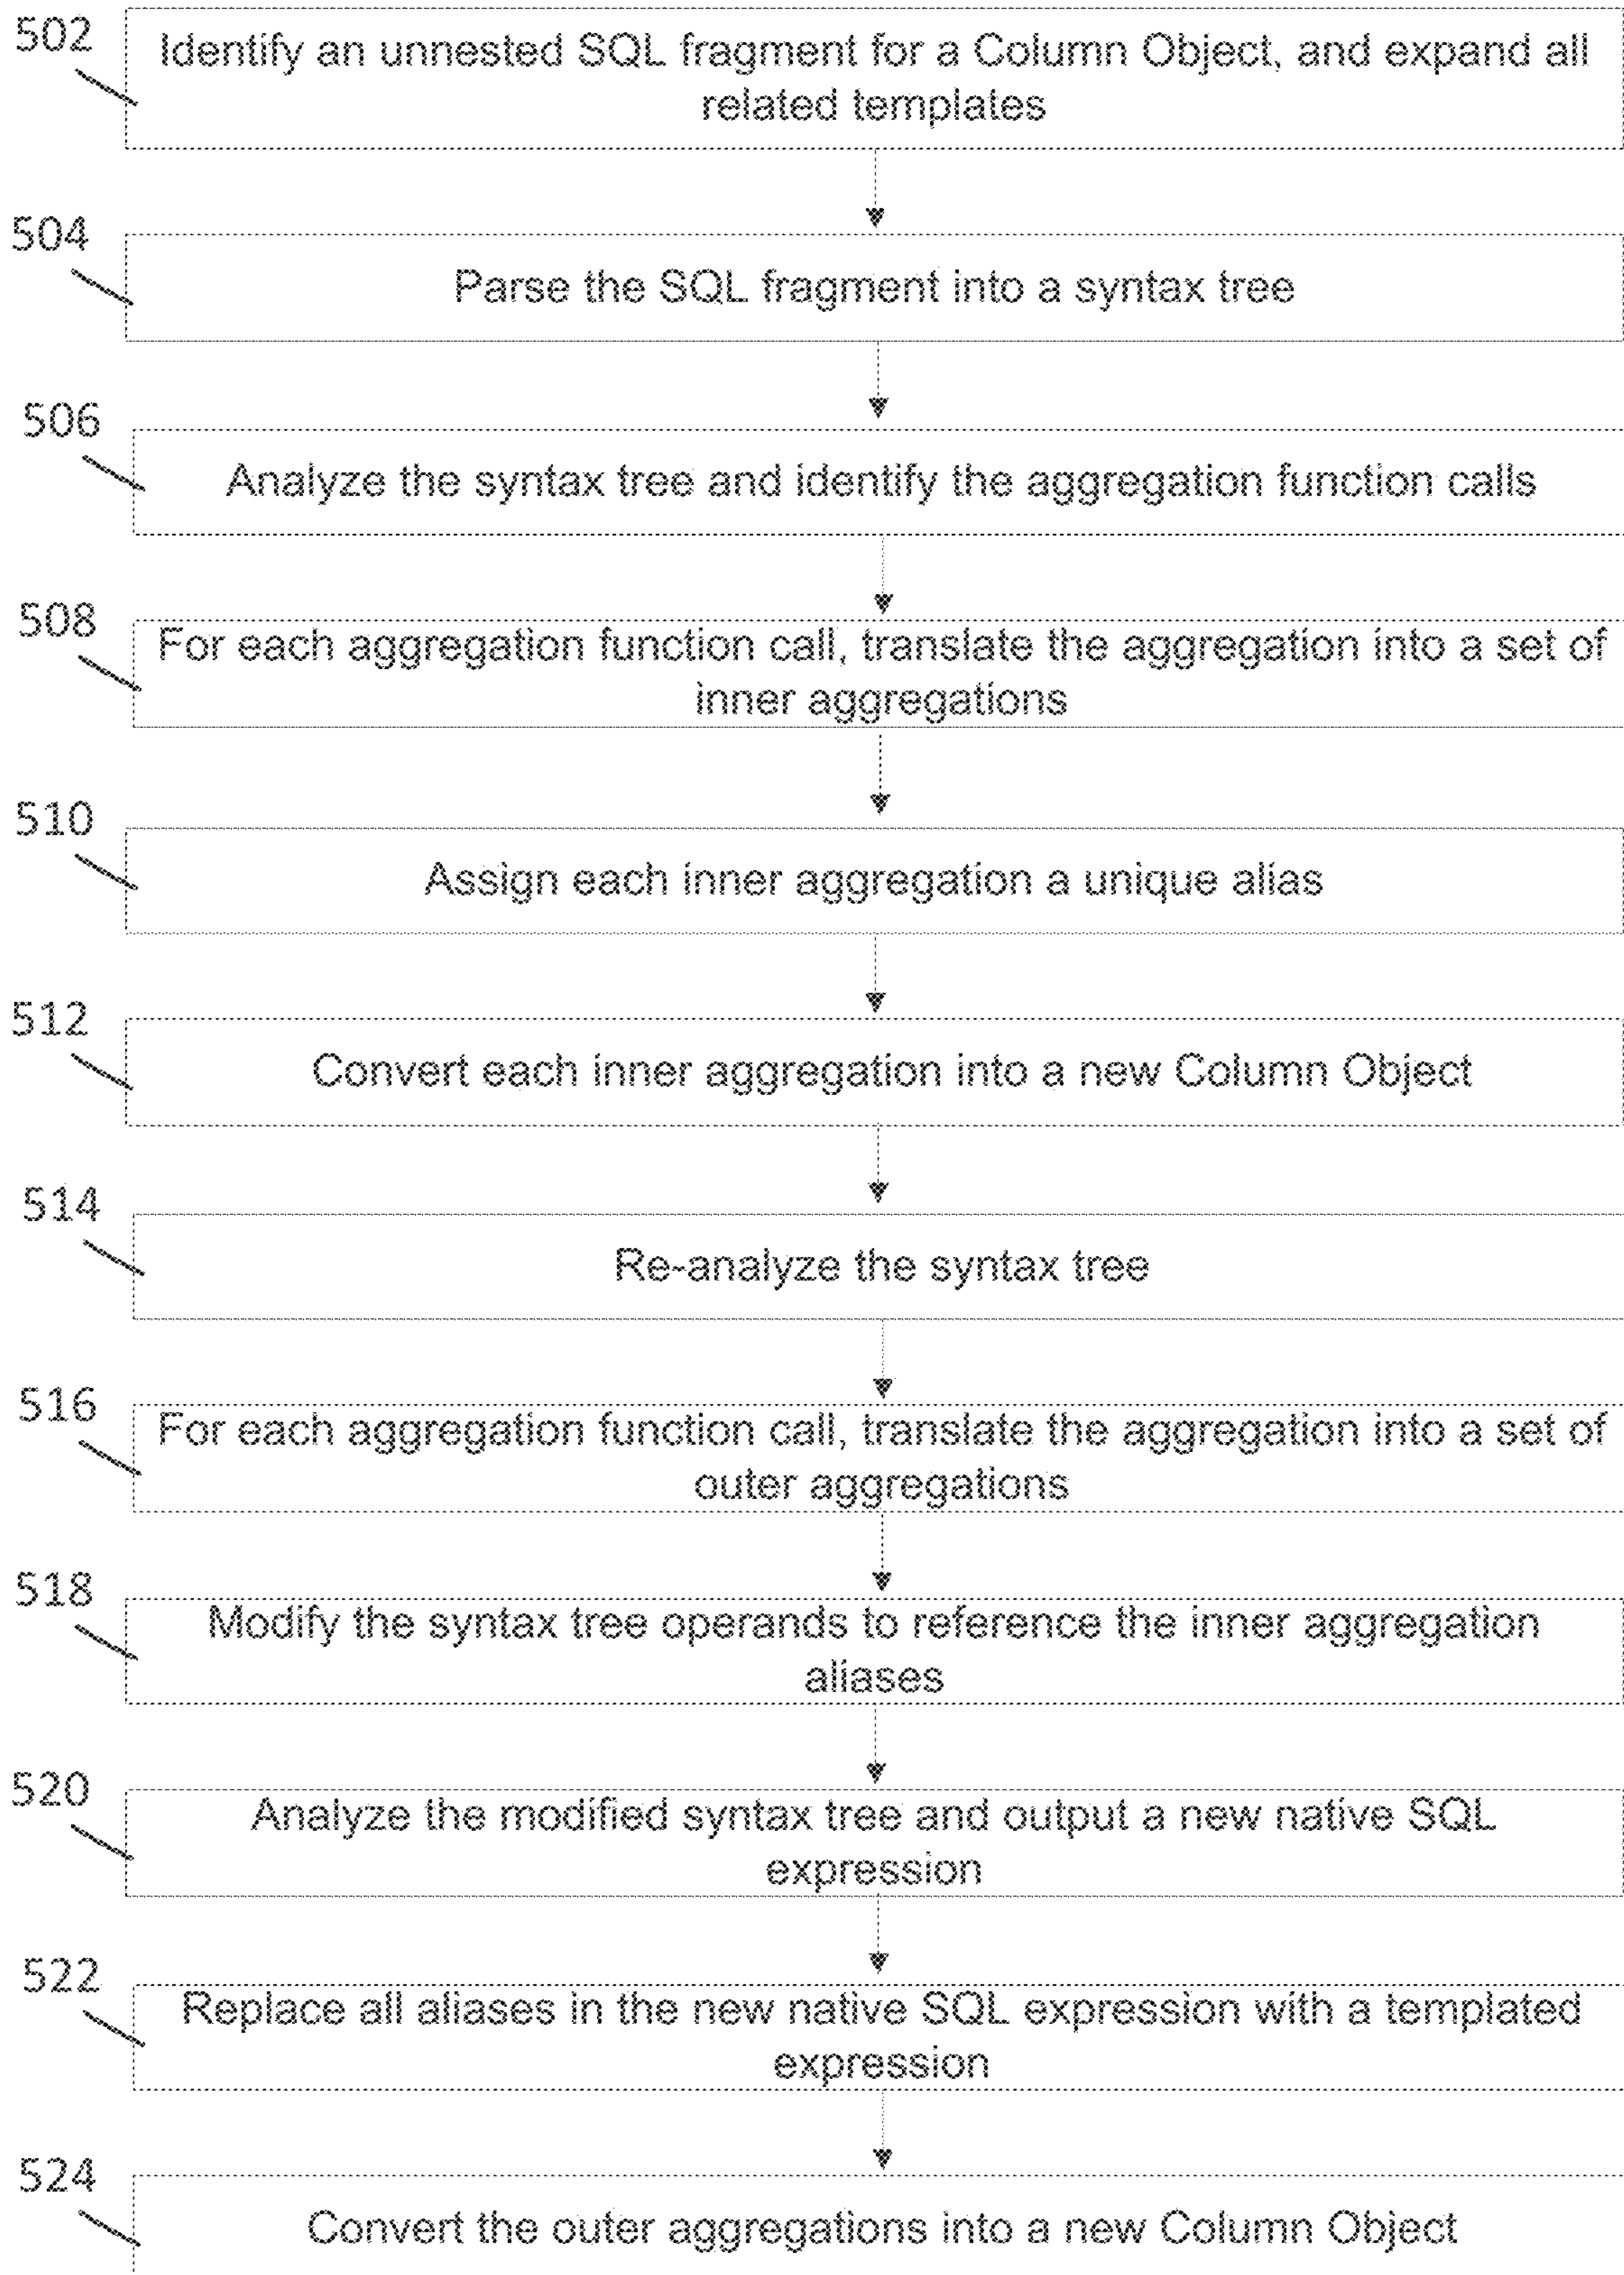 502
Identify an unnested SQL fragment for a Column Object, and expand all
related templates
504
Parse the SQL fragment into a syntax tree
506
Analyze the syntax tree and identify the aggregation function calls
508
For each aggregation function call, translate the aggregation into a set of
inner aggregations
510
Assign each inner aggregation a unique alias
512
Convert each inner aggregation into a new Column Object
514
Re-analyze the syntax tree
516
For each aggregation function call, translate the aggregation into a set of
outer aggregations
518
Modify the syntax tree operands to reference the inner aggregation
aliases
520
Analyze the modified syntax tree and output a new native SQL
expression
522
Replace all aliases in the new native SQL expression with a templated
expression
524
Convert the outer aggregations into a new Column Object